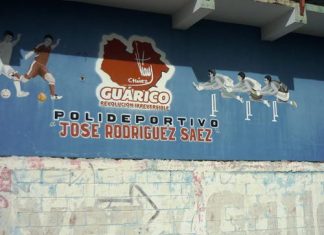 Chávez
GUÁRICO
REVOLUCIÓN IRREVERSIBLE
POLIDEPORTIVO
"JOSE RODRIGUEZ SAEZ"